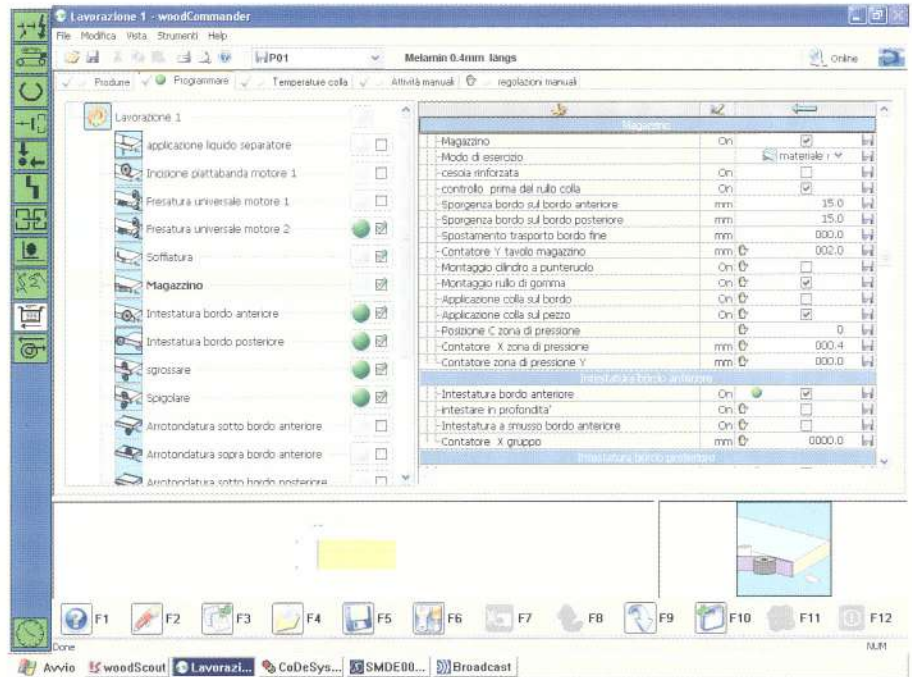 Lavorazione 1 - woodCommander
File Modifica Vista Strumenti Help
P01 Melamin 0.4mm längs Online
Produrre Programmare Temperature colla Attività manuali regolazioni manuali
Lavorazione 1
applicazione liquido separatore
Incisione piattabanda motore 1
Fresatura universale motore 1
Fresatura universale motore 2
Soffiatura
Magazzino
Intestatura bordo anteriore
Intestatura bordo posteriore
sgrossare
Spigolare
Arrotondatura sotto bordo anteriore
Arrotondatura sopra bordo anteriore
Arrotondatura sotto bordo posteriore
Magazzino
Magazzino On
Modo di esercizio materiale r
cesoia rinforzata On
controllo prima del rullo colla On
Sporgenza bordo sul bordo anteriore mm 15.0
Sporgenza bordo sul bordo posteriore mm 15.0
Spostamento trasporto bordo fine mm 000.0
Contatore Y tavolo magazzino mm 002.0
Montaggio cilindro a punteruolo On
Montaggio rullo di gomma On
Applicazione colla sul bordo On
Applicazione colla sul pezzo On
Posizione C zona di pressione 0
Contatore X zona di pressione mm 000.4
Contatore zona di pressione Y mm 000.0
Intestatura bordo anteriore
Intestatura bordo anteriore On
intestare in profondita' On
Intestatura a smusso bordo anteriore On
Contatore X gruppo mm 0000.0
Intestatura bordo posteriore
F1 F2 F3 F4 F5 F6 F7 F8 F9 F10 F11 F12
Done NUM
Avvio woodScout Lavorazi... CoDeSys... SMDE00... Broadcast